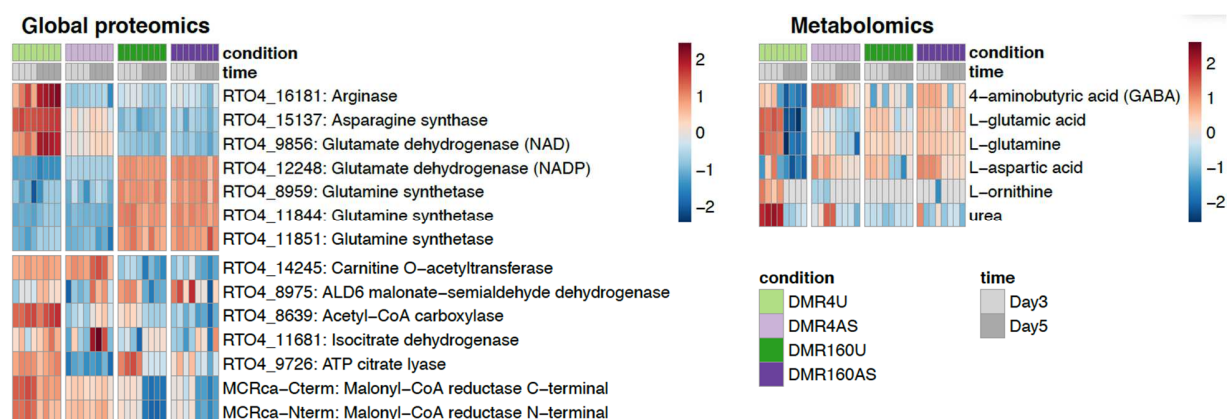 Global proteomics
condition
time
RTO4_16181: Arginase
RTO4_15137: Asparagine synthase
RTO4_9856: Glutamate dehydrogenase (NAD)
RTO4_12248: Glutamate dehydrogenase (NADP)
RTO4_8959: Glutamine synthetase
RTO4_11844: Glutamine synthetase
RTO4_11851: Glutamine synthetase
RTO4_14245: Carnitine O−acetyltransferase
RTO4_8975: ALD6 malonate−semialdehyde dehydrogenase
RTO4_8639: Acetyl−CoA carboxylase
RTO4_11681: Isocitrate dehydrogenase
RTO4_9726: ATP citrate lyase
MCRca−Cterm: Malonyl−CoA reductase C−terminal
MCRca−Nterm: Malonyl−CoA reductase N−terminal
2
1
0
−1
−2
Metabolomics
condition
time
4−aminobutyric acid (GABA)
L−glutamic acid
L−glutamine
L−aspartic acid
L−ornithine
urea
2
1
0
−1
−2
condition
DMR4U
DMR4AS
DMR160U
DMR160AS
time
Day3
Day5